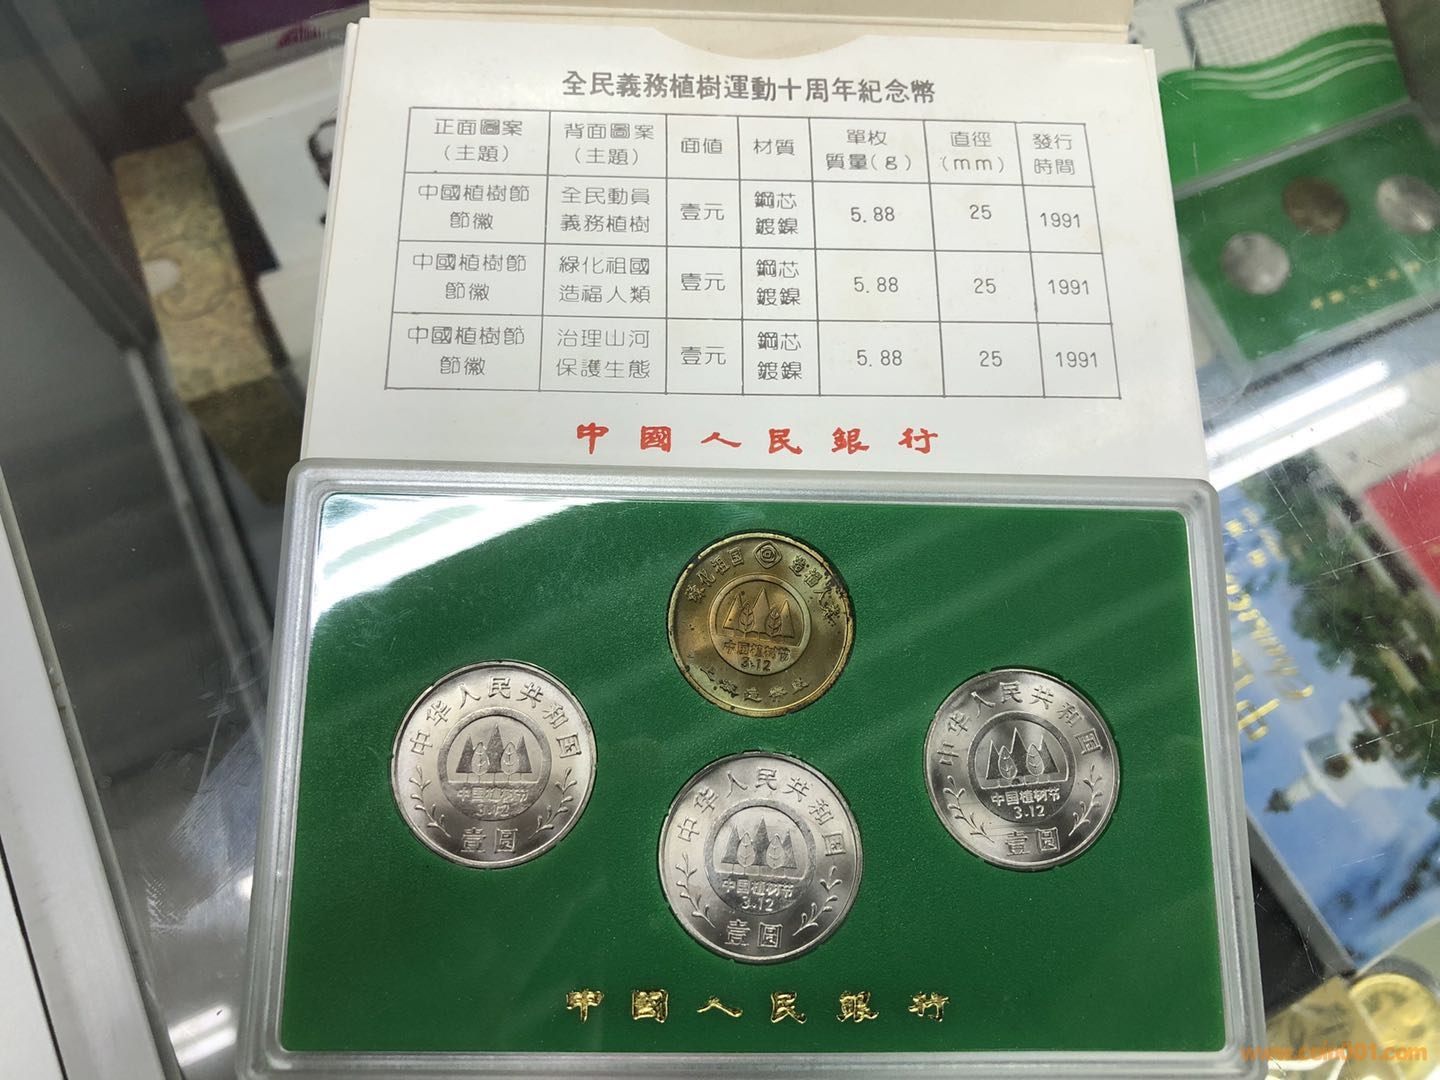 全民義務植樹運動十周年紀念幣
正面圖案（主題） 背面圖案（主題） 面值 材質 單枚質量(g) 直徑(mm) 發行時間
中國植樹節節徽 全民動員義務植樹 壹元 鋼芯鍍鎳 5.88 25 1991
中國植樹節節徽 綠化祖國造福人類 壹元 鋼芯鍍鎳 5.88 25 1991
中國植樹節節徽 治理山河保護生態 壹元 鋼芯鍍鎳 5.88 25 1991
中國人民銀行
绿化祖国 造福人类
中国植树节
3.12
中华人民共和国
中国植树节
3.12
壹圆
中华人民共和国
中国植树节
3.12
壹圆
中华人民共和国
中国植树节
3.12
壹圆
中國人民銀行